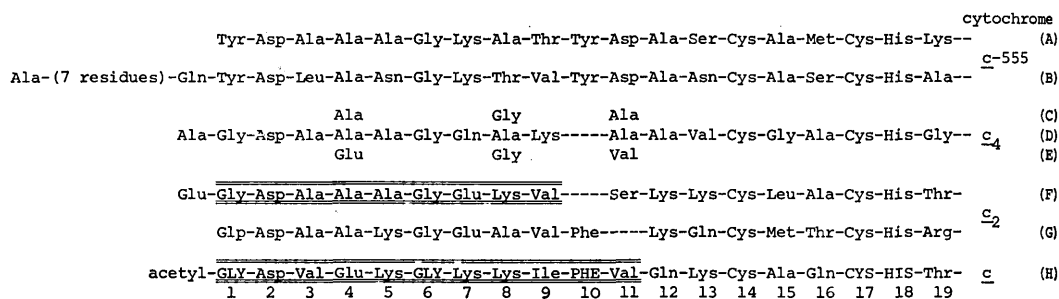 cytochrome
Tyr-Asp-Ala-Ala-Ala-Gly-Lys-Ala-Thr-Tyr-Asp-Ala-Ser-Cys-Ala-Met-Cys-His-Lys-- (A)
c-555
Ala-(7 residues)-Gln-Tyr-Asp-Leu-Ala-Asn-Gly-Lys-Thr-Val-Tyr-Asp-Ala-Asn-Cys-Ala-Ser-Cys-His-Ala-- (B)
Ala Gly Ala (C)
Ala-Gly-Asp-Ala-Ala-Ala-Gly-Gln-Ala-Lys-----Ala-Ala-Val-Cys-Gly-Ala-Cys-His-Gly-- c4 (D)
Glu Gly Val (E)
Glu-Gly-Asp-Ala-Ala-Ala-Gly-Glu-Lys-Val-----Ser-Lys-Lys-Cys-Leu-Ala-Cys-His-Thr- (F)
c2
Glp-Asp-Ala-Ala-Lys-Gly-Glu-Ala-Val-Phe-----Lys-Gln-Cys-Met-Thr-Cys-His-Arg- (G)
acetyl-GLY-Asp-Val-Glu-Lys-GLY-Lys-Lys-Ile-PHE-Val-Gln-Lys-Cys-Ala-Gln-CYS-HIS-Thr- c (H)
1 2 3 4 5 6 7 8 9 10 11 12 13 14 15 16 17 18 19